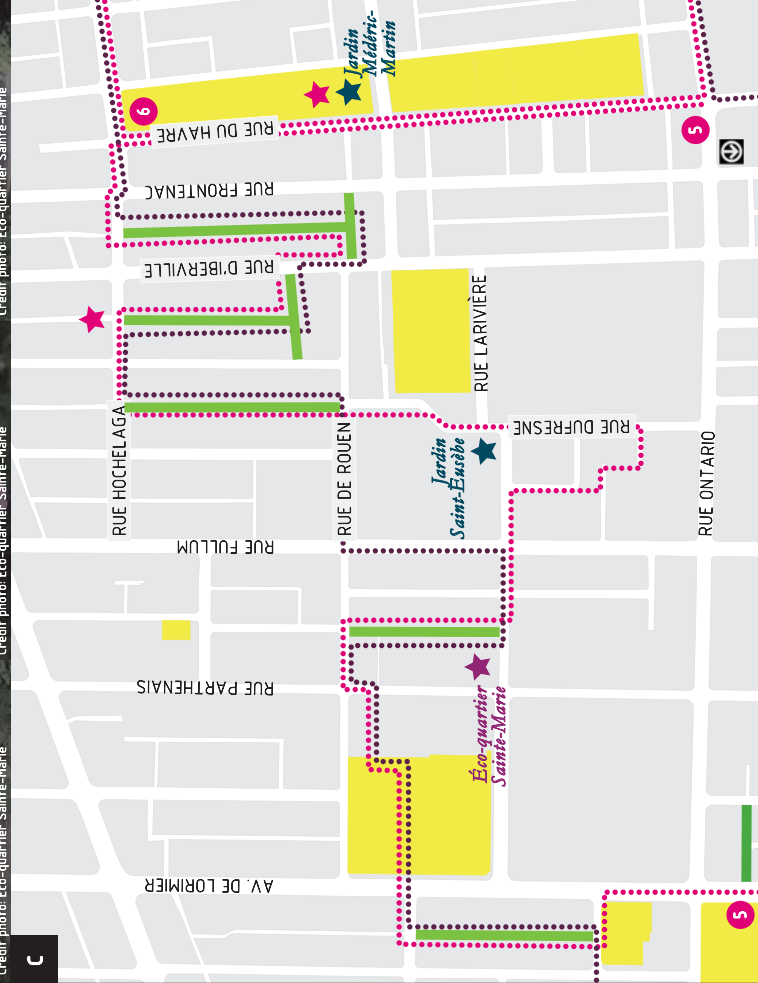 Crédit photo: Éco-quartier Sainte-Marie
Crédit photo: Éco-quartier Sainte-Marie
Crédit photo: Éco-quartier Sainte-Marie
C
6
5
5
Jardin
Médéric-
Martin
RUE DU HAVRE
RUE FRONTENAC
RUE D'IBERVILLE
RUE LARIVIÈRE
RUE DUFRESNE
RUE HOCHELAGA
RUE DE ROUEN
Jardin
Saint-Eusèbe
RUE ONTARIO
RUE FULLUM
RUE PARTHENAIS
Éco-quartier
Sainte-Marie
AV. DE LORIMIER